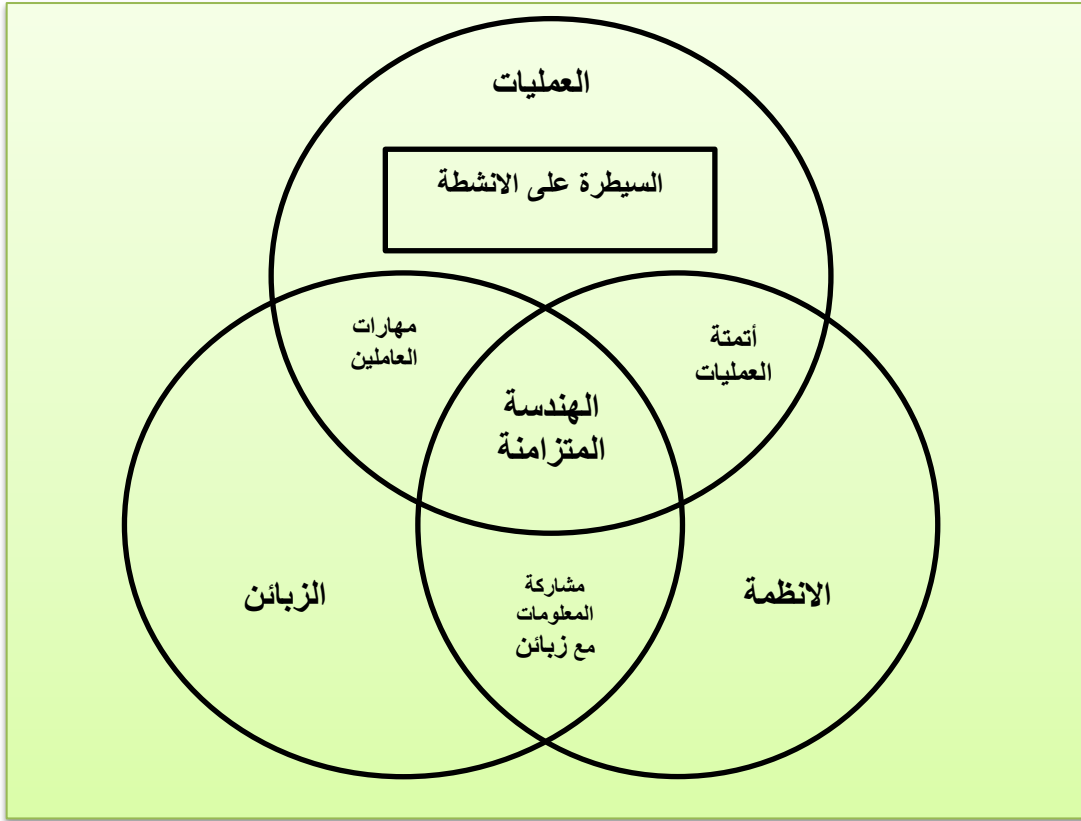 العمليات
السيطرة على الانشطة
مهارات
العاملين
أتمتة
العمليات
الهندسة
المتزامنة
الزبائن
مشاركة
المعلومات
مع زبائن
الانظمة